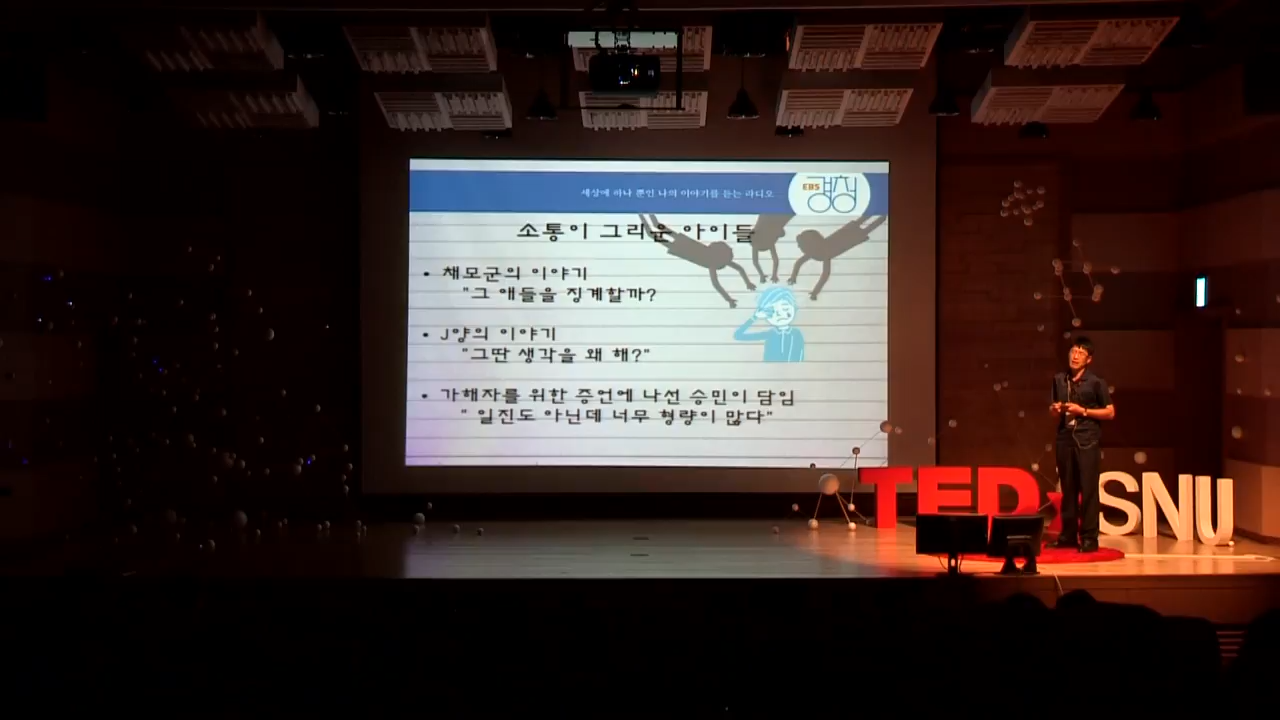 세상에 하나 뿐인 나의 이야기를 듣는 라디오
EBS 경청
소통이 그리운 아이들
• 채모군의 이야기
"그 애들을 징계할까?
• J양의 이야기
"그딴 생각을 왜 해?"
• 가해자를 위한 증언에 나선 승민이 담임
" 일진도 아닌데 너무 형량이 많다"
TEDxSNU